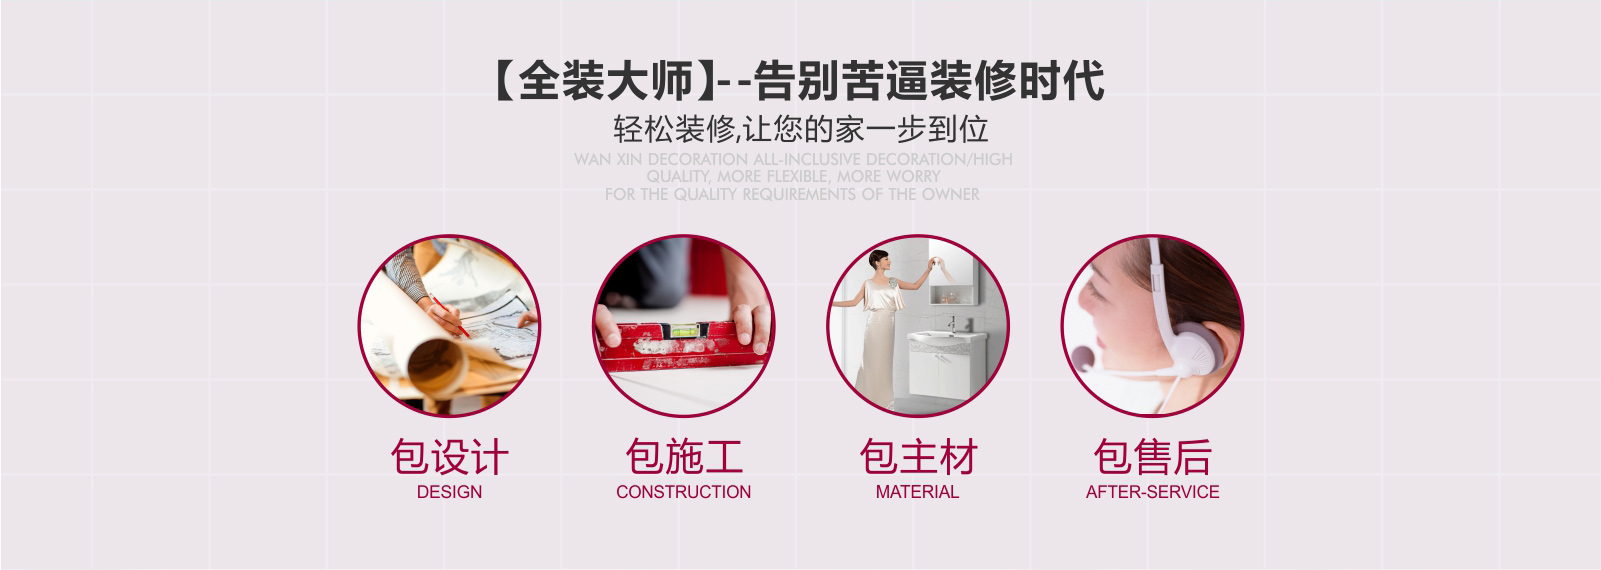 【全装大师】--告别苦逼装修时代
轻松装修,让您的家一步到位
WAN XIN DECORATION ALL-INCLUSIVE DECORATION/HIGH
QUALITY, MORE FLEXIBLE, MORE WORRY
FOR THE QUALITY REQUIREMENTS OF THE OWNER
包设计
DESIGN
包施工
CONSTRUCTION
包主材
MATERIAL
包售后
AFTER-SERVICE